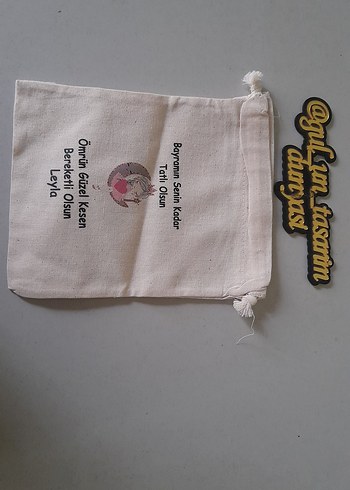 Bayramın Senin Kadar
Tatlı Olsun
Ömrün Güzel Kesen
Bereketli Olsun
Leyla
@gul_un_tasarim
dunyasi